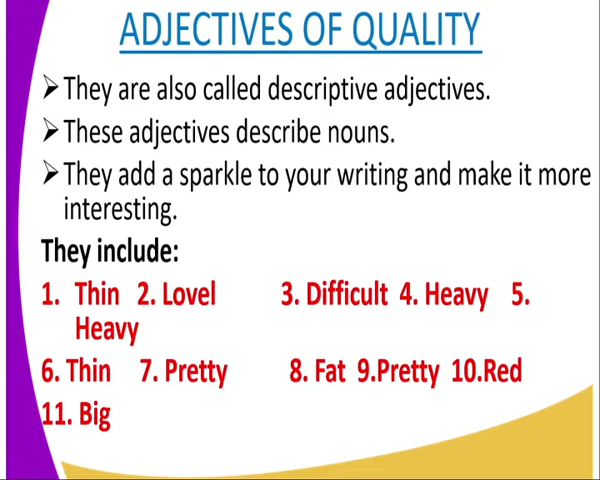 ADJECTIVES OF QUALITY
➢ They are also called descriptive adjectives.
➢ These adjectives describe nouns.
➢ They add a sparkle to your writing and make it more
interesting.
They include:
1. Thin 2. Lovel 3. Difficult 4. Heavy 5.
Heavy
6. Thin 7. Pretty 8. Fat 9.Pretty 10.Red
11. Big